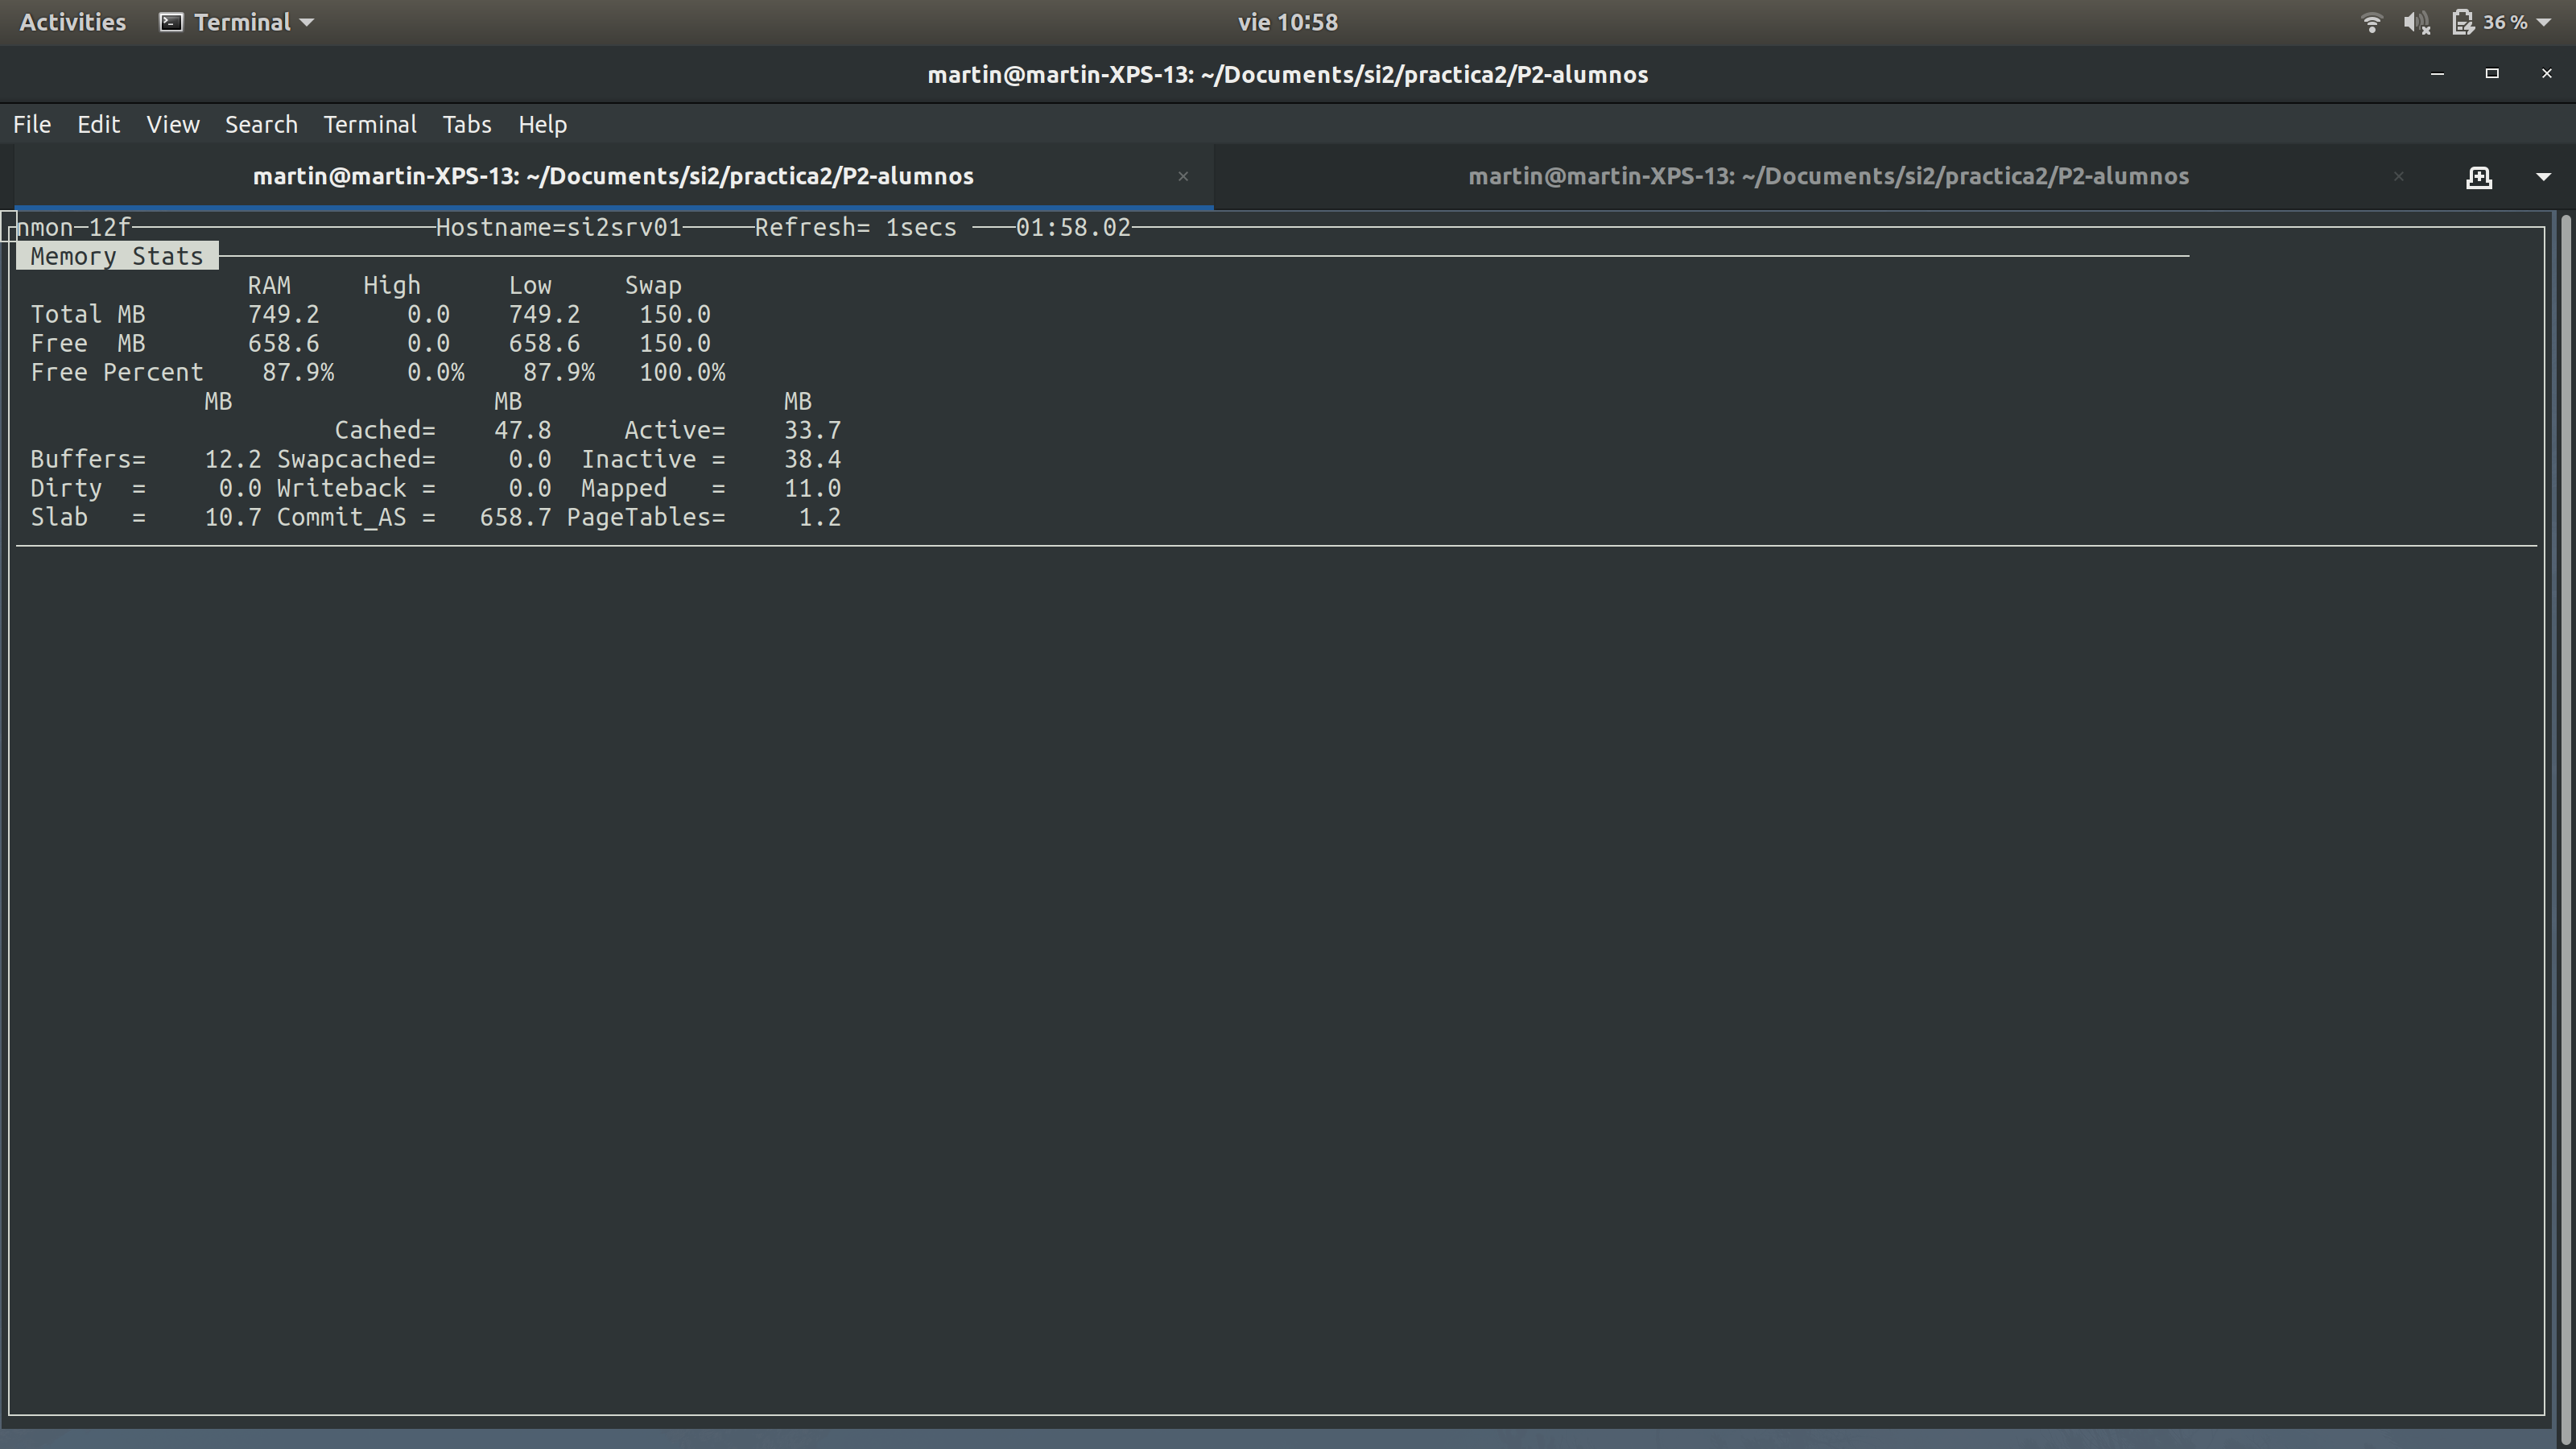 Activities Terminal vie 10:58 36 %
martin@martin-XPS-13: ~/Documents/si2/practica2/P2-alumnos
File Edit View Search Terminal Tabs Help
martin@martin-XPS-13: ~/Documents/si2/practica2/P2-alumnos martin@martin-XPS-13: ~/Documents/si2/practica2/P2-alumnos
nmon 12f Hostname=si2srv01 Refresh= 1secs 01:58.02
Memory Stats
RAM High Low Swap
Total MB 749.2 0.0 749.2 150.0
Free MB 658.6 0.0 658.6 150.0
Free Percent 87.9% 0.0% 87.9% 100.0%
MB MB MB
Cached= 47.8 Active= 33.7
Buffers= 12.2 Swapcached= 0.0 Inactive = 38.4
Dirty = 0.0 Writeback = 0.0 Mapped = 11.0
Slab = 10.7 Commit_AS = 658.7 PageTables= 1.2